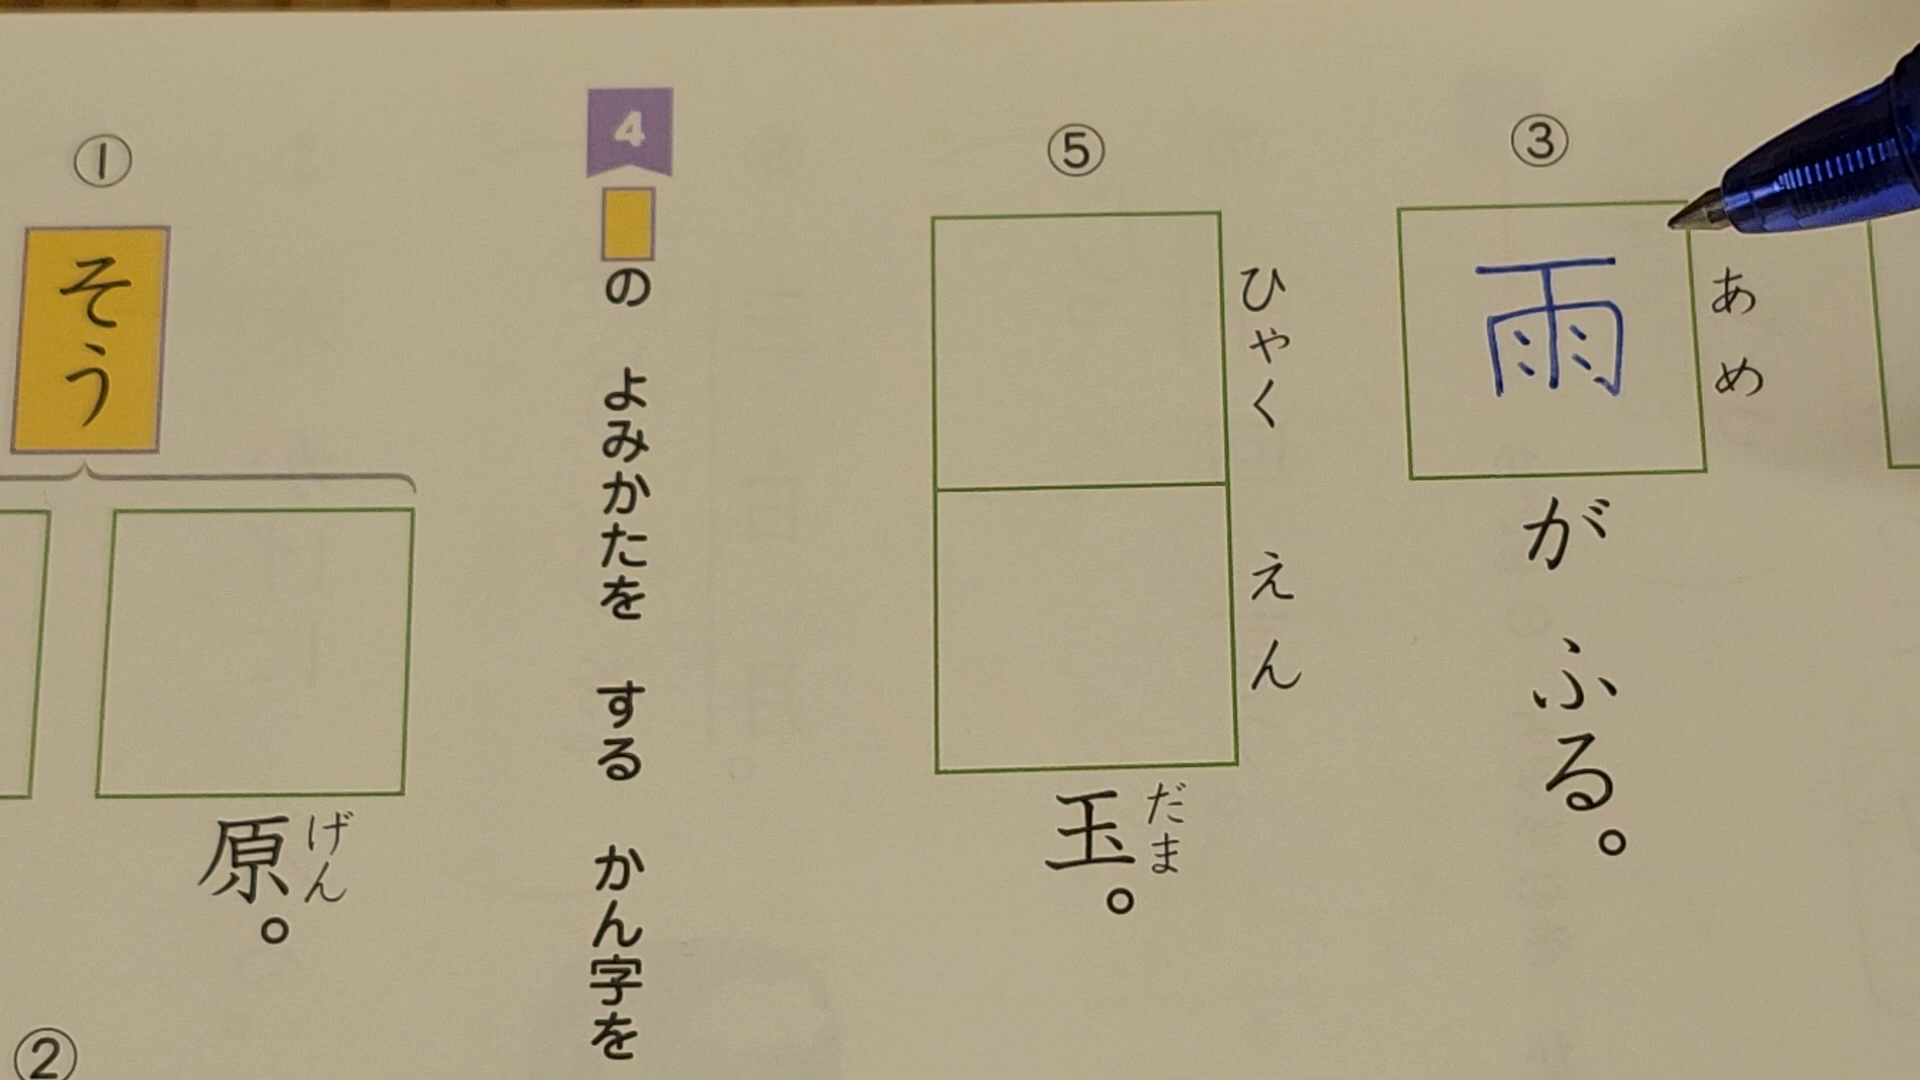 ③
あめ
雨がふる。
⑤
ひゃくえん
だま
玉。
4
の よみかたを する かん字を
①
そう
げん
原。
②